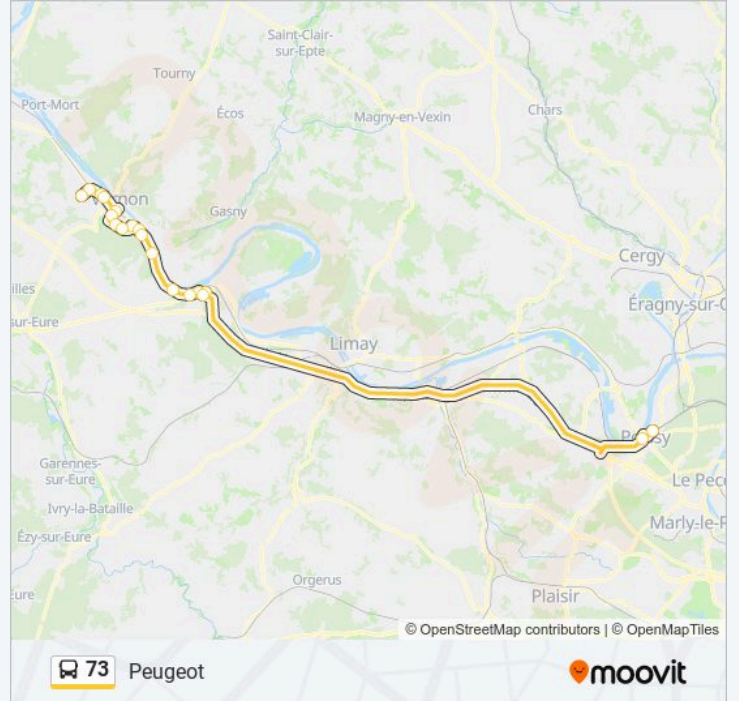 Saint-Clair-
sur-Epte
Tourny
Port-Mort
Écos
Magny-en-Vexin
Chars
Gasny
Cergy
illes
Éragny-sur-O
sur-Eure
Limay
Garennes-
sur-Eure
Le Pecq
Ivry-la-Bataille
Marly-le-R
Ézy-sur-Eure
Orgerus
Eure
Plaisir
© OpenStreetMap contributors | © OpenMapTiles
73 Peugeot
moovit